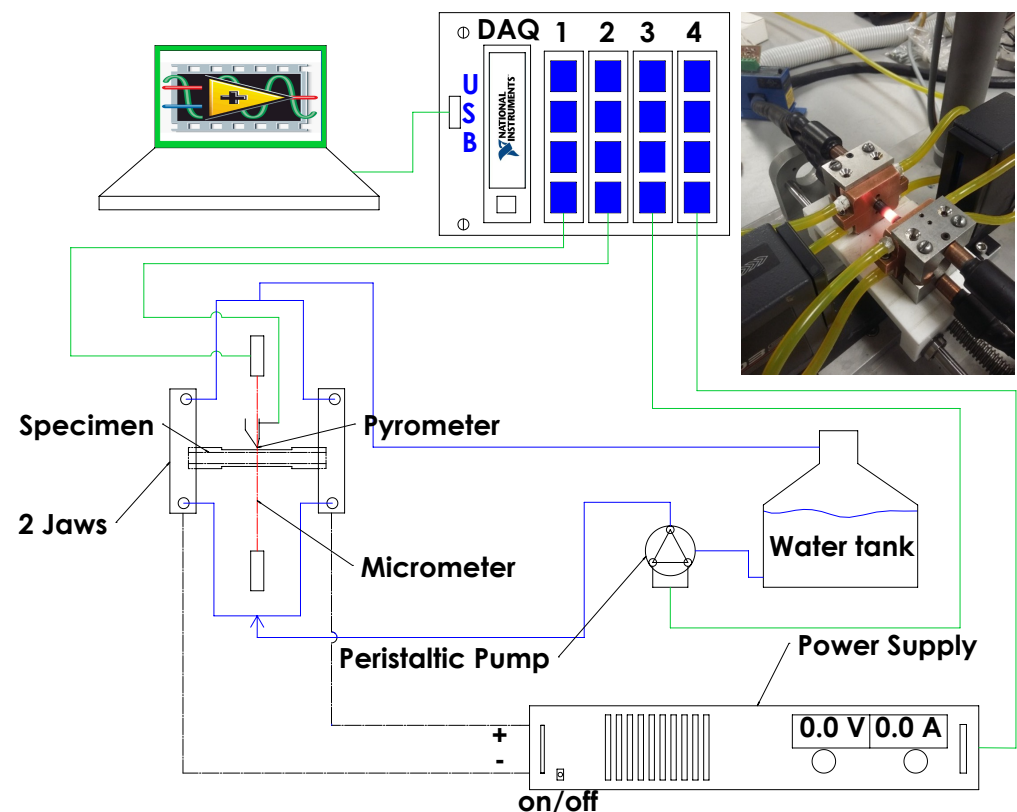 DAQ 1 2 3 4
USB
NATIONAL INSTRUMENTS
Specimen
Pyrometer
2 Jaws
Micrometer
Water tank
Peristaltic Pump
Power Supply
0.0 V 0.0 A
+
-
on/off